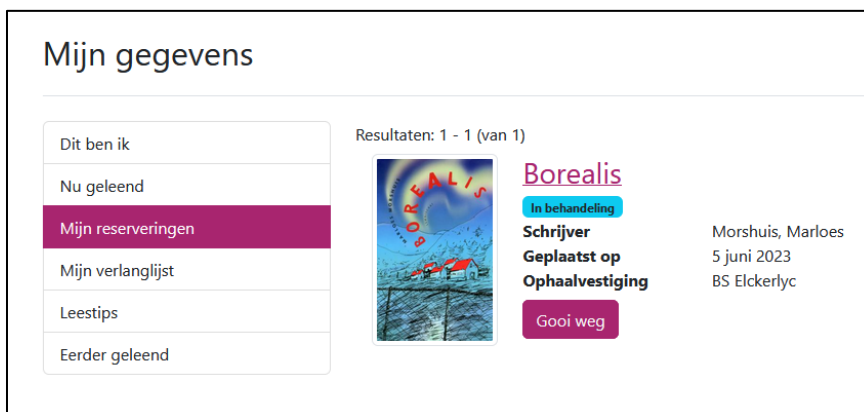 Mijn gegevens
Dit ben ik
Nu geleend
Mijn reserveringen
Mijn verlanglijst
Leestips
Eerder geleend
Resultaten: 1 - 1 (van 1)
BOREALIS
Borealis
In behandeling
Schrijver Morshuis, Marloes
Geplaatst op 5 juni 2023
Ophaalvestiging BS Elckerlyc
Gooi weg